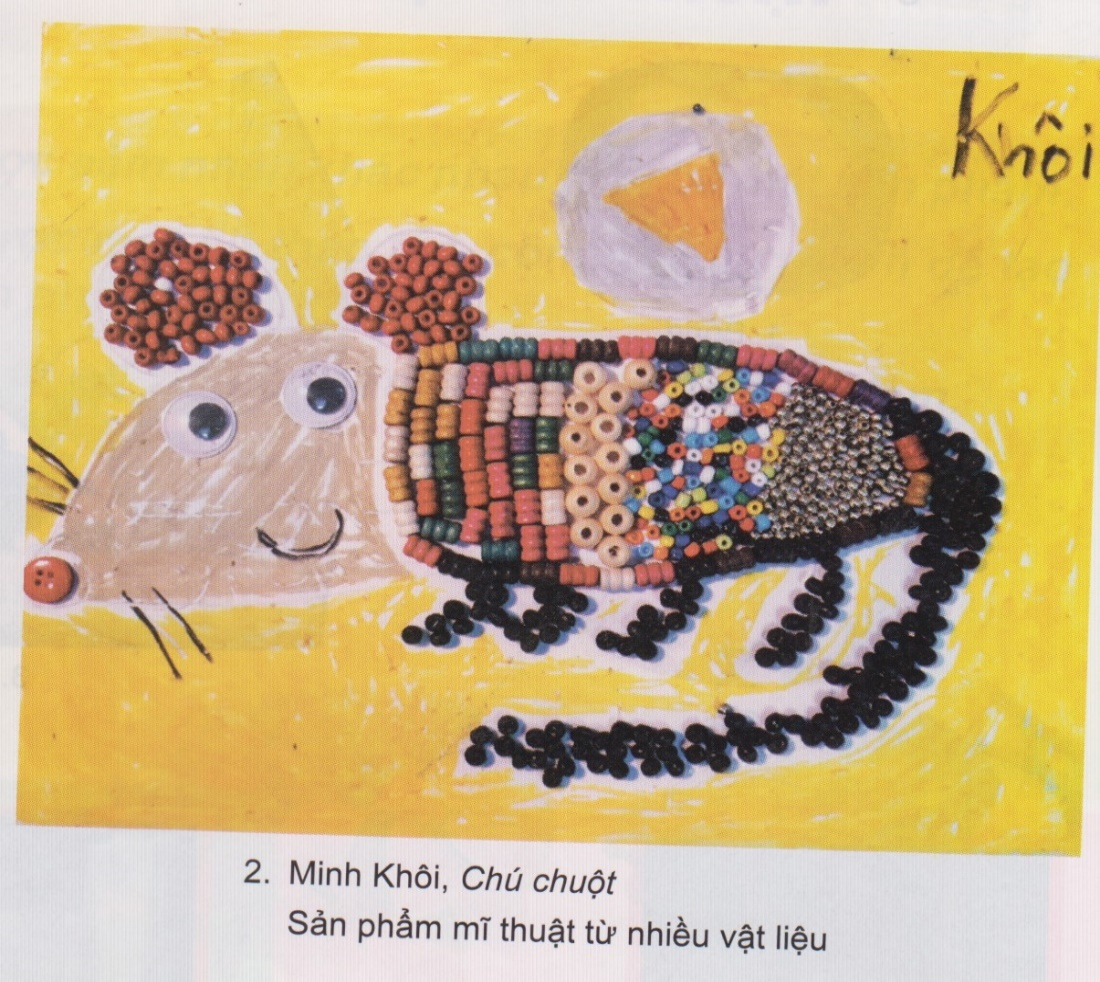 Khôi
2. Minh Khôi, Chú chuột
Sản phẩm mĩ thuật từ nhiều vật liệu